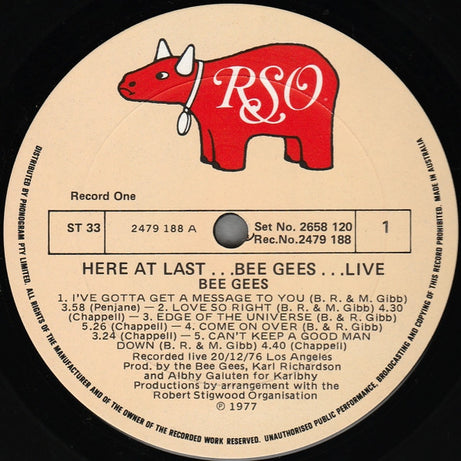 RSO
Record One
ST 33
2479 188 A
Set No. 2658 120
Rec.No.2479 188
1
HERE AT LAST...BEE GEES...LIVE
BEE GEES
1. I'VE GOTTA GET A MESSAGE TO YOU (B. R. & M. Gibb)
3.58 (Penjane) — 2. LOVE SO RIGHT (B. R. & M. Gibb) 4.30
(Chappell) — 3. EDGE OF THE UNIVERSE (B. & R. Gibb)
5.26 (Chappell) — 4. COME ON OVER (B. & R. Gibb)
3.24 (Chappell) — 5. CAN'T KEEP A GOOD MAN
DOWN (B. R. & M. Gibb) 4.40 (Chappell)
Recorded live 20/12/76 Los Angeles
Prod. by the Bee Gees, Karl Richardson
and Albhy Galuten for Karlbhy
Productions by arrangement with the
Robert Stigwood Organisation
℗ 1977
DISTRIBUTED BY PHONOGRAM PTY LIMITED. ALL RIGHTS OF THE MANUFACTURER AND OF THE OWNER OF THE RECORDED WORK RESERVED. UNAUTHORISED PUBLIC PERFORMANCE, BROADCASTING AND COPYING OF THIS RECORD PROHIBITED. MADE IN AUSTRALIA